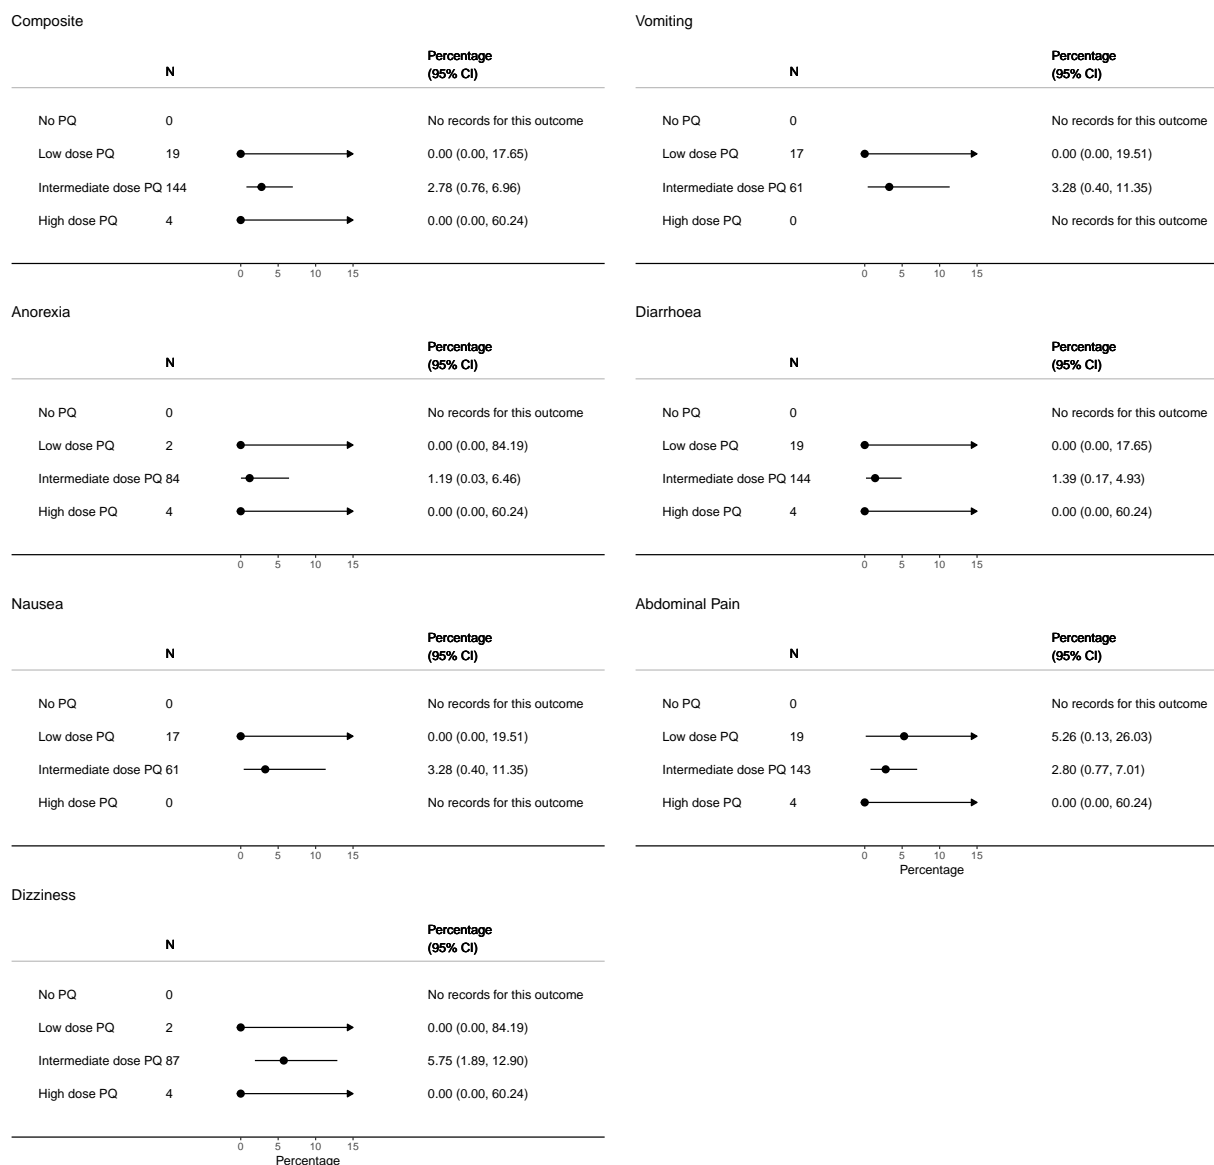 Composite
N Percentage
(95% CI)
No PQ 0 No records for this outcome
Low dose PQ 19 0.00 (0.00, 17.65)
Intermediate dose PQ 144 2.78 (0.76, 6.96)
High dose PQ 4 0.00 (0.00, 60.24)
0 5 10 15
Vomiting
N Percentage
(95% CI)
No PQ 0 No records for this outcome
Low dose PQ 17 0.00 (0.00, 19.51)
Intermediate dose PQ 61 3.28 (0.40, 11.35)
High dose PQ 0 No records for this outcome
0 5 10 15
Anorexia
N Percentage
(95% CI)
No PQ 0 No records for this outcome
Low dose PQ 2 0.00 (0.00, 84.19)
Intermediate dose PQ 84 1.19 (0.03, 6.46)
High dose PQ 4 0.00 (0.00, 60.24)
0 5 10 15
Diarrhoea
N Percentage
(95% CI)
No PQ 0 No records for this outcome
Low dose PQ 19 0.00 (0.00, 17.65)
Intermediate dose PQ 144 1.39 (0.17, 4.93)
High dose PQ 4 0.00 (0.00, 60.24)
0 5 10 15
Nausea
N Percentage
(95% CI)
No PQ 0 No records for this outcome
Low dose PQ 17 0.00 (0.00, 19.51)
Intermediate dose PQ 61 3.28 (0.40, 11.35)
High dose PQ 0 No records for this outcome
0 5 10 15
Abdominal Pain
N Percentage
(95% CI)
No PQ 0 No records for this outcome
Low dose PQ 19 5.26 (0.13, 26.03)
Intermediate dose PQ 143 2.80 (0.77, 7.01)
High dose PQ 4 0.00 (0.00, 60.24)
0 5 10 15
Percentage
Dizziness
N Percentage
(95% CI)
No PQ 0 No records for this outcome
Low dose PQ 2 0.00 (0.00, 84.19)
Intermediate dose PQ 87 5.75 (1.89, 12.90)
High dose PQ 4 0.00 (0.00, 60.24)
0 5 10 15
Percentage